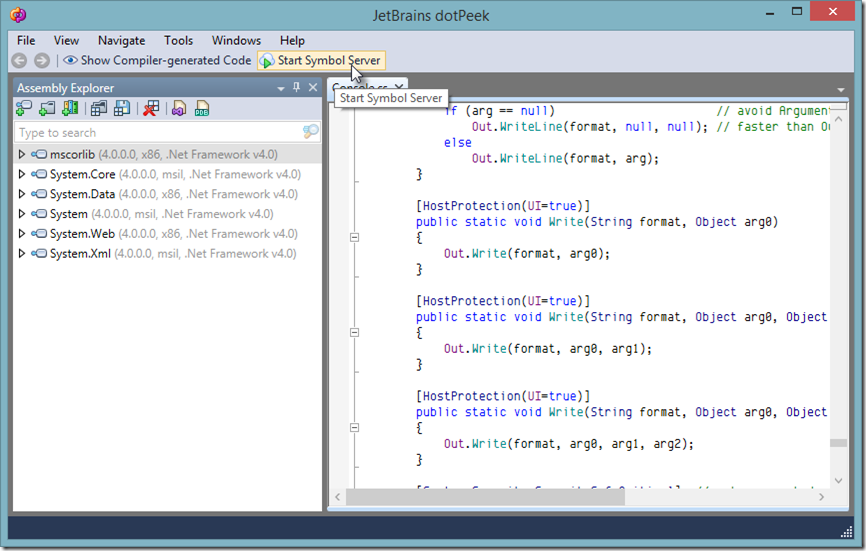 JetBrains dotPeek
File View Navigate Tools Windows Help
Show Compiler-generated Code Start Symbol Server
Assembly Explorer
Type to search
mscorlib (4.0.0.0, x86, .Net Framework v4.0)
System.Core (4.0.0.0, msil, .Net Framework v4.0)
System.Data (4.0.0.0, x86, .Net Framework v4.0)
System (4.0.0.0, msil, .Net Framework v4.0)
System.Web (4.0.0.0, x86, .Net Framework v4.0)
System.Xml (4.0.0.0, msil, .Net Framework v4.0)
Console.cs
Start Symbol Server
if (arg == null) // avoid Argumen
Out.WriteLine(format, null, null); // faster than Ou
else
Out.WriteLine(format, arg);
}
[HostProtection(UI=true)]
public static void Write(String format, Object arg0)
{
Out.Write(format, arg0);
}
[HostProtection(UI=true)]
public static void Write(String format, Object arg0, Object
{
Out.Write(format, arg0, arg1);
}
[HostProtection(UI=true)]
public static void Write(String format, Object arg0, Object
{
Out.Write(format, arg0, arg1, arg2);
}